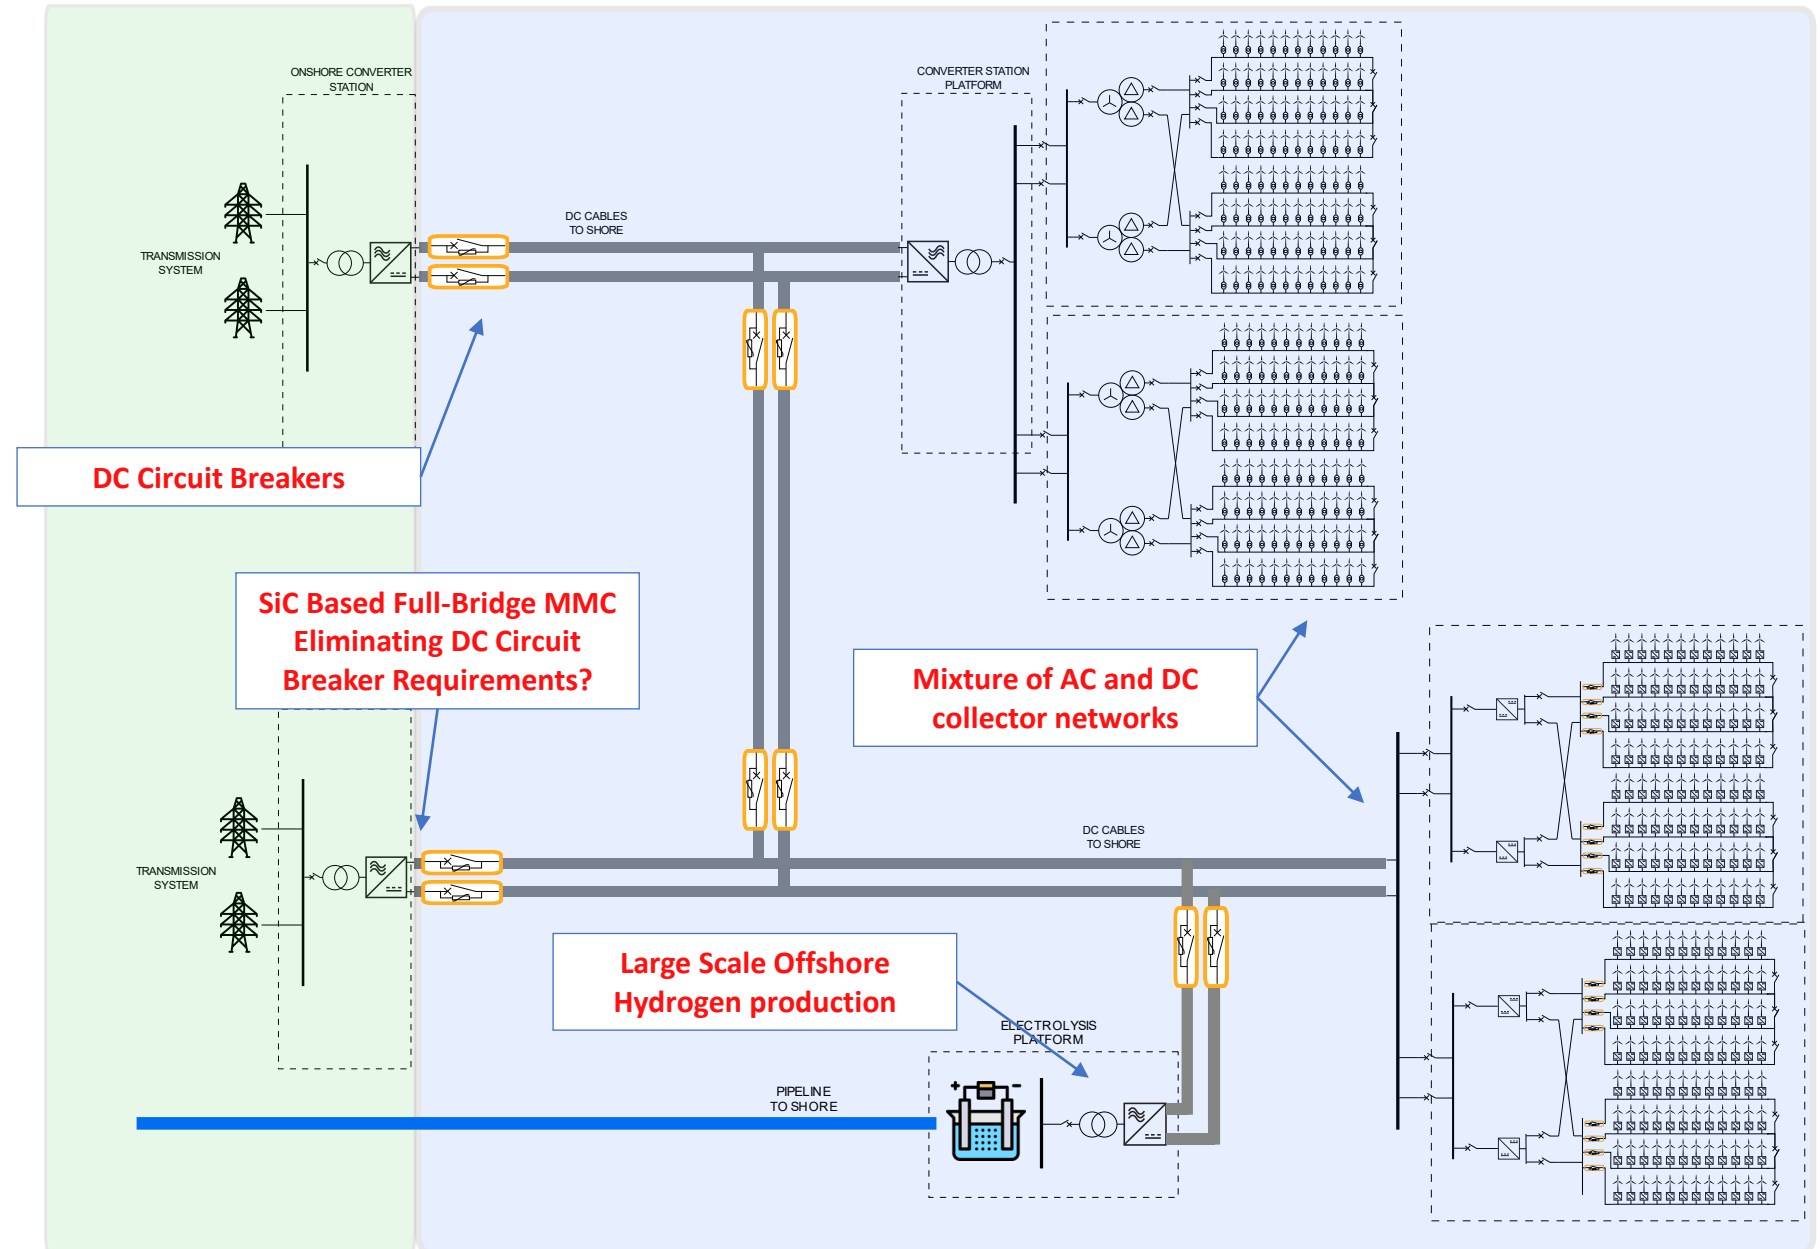 ONSHORE CONVERTER
STATION
CONVERTER STATION
PLATFORM
DC CABLES
TO SHORE
TRANSMISSION
SYSTEM
DC Circuit Breakers
SiC Based Full-Bridge MMC
Eliminating DC Circuit
Breaker Requirements?
Mixture of AC and DC
collector networks
DC CABLES
TO SHORE
TRANSMISSION
SYSTEM
Large Scale Offshore
Hydrogen production
ELECTROLYSIS
PLATFORM
PIPELINE
TO SHORE